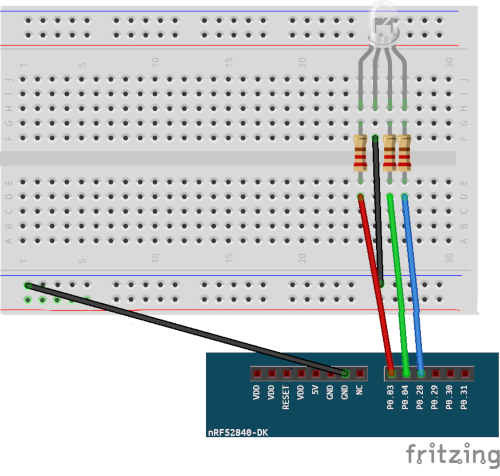 1 5 10 15 20 25 30
J
I
H
G
F
E
D
C
B
A
1 5 10 15 20 25 30
VDD VDD RESET VDD 5V GND GND NC P0.03 P0.04 P0.28 P0.29 P0.30 P0.31
nRF52840-DK
fritzing